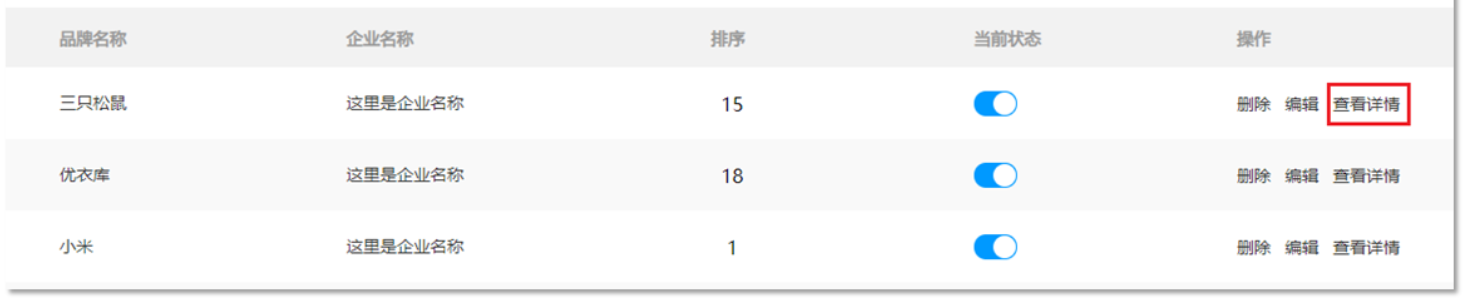 品牌名称 企业名称 排序 当前状态 操作
三只松鼠 这里是企业名称 15 删除 编辑 查看详情
优衣库 这里是企业名称 18 删除 编辑 查看详情
小米 这里是企业名称 1 删除 编辑 查看详情